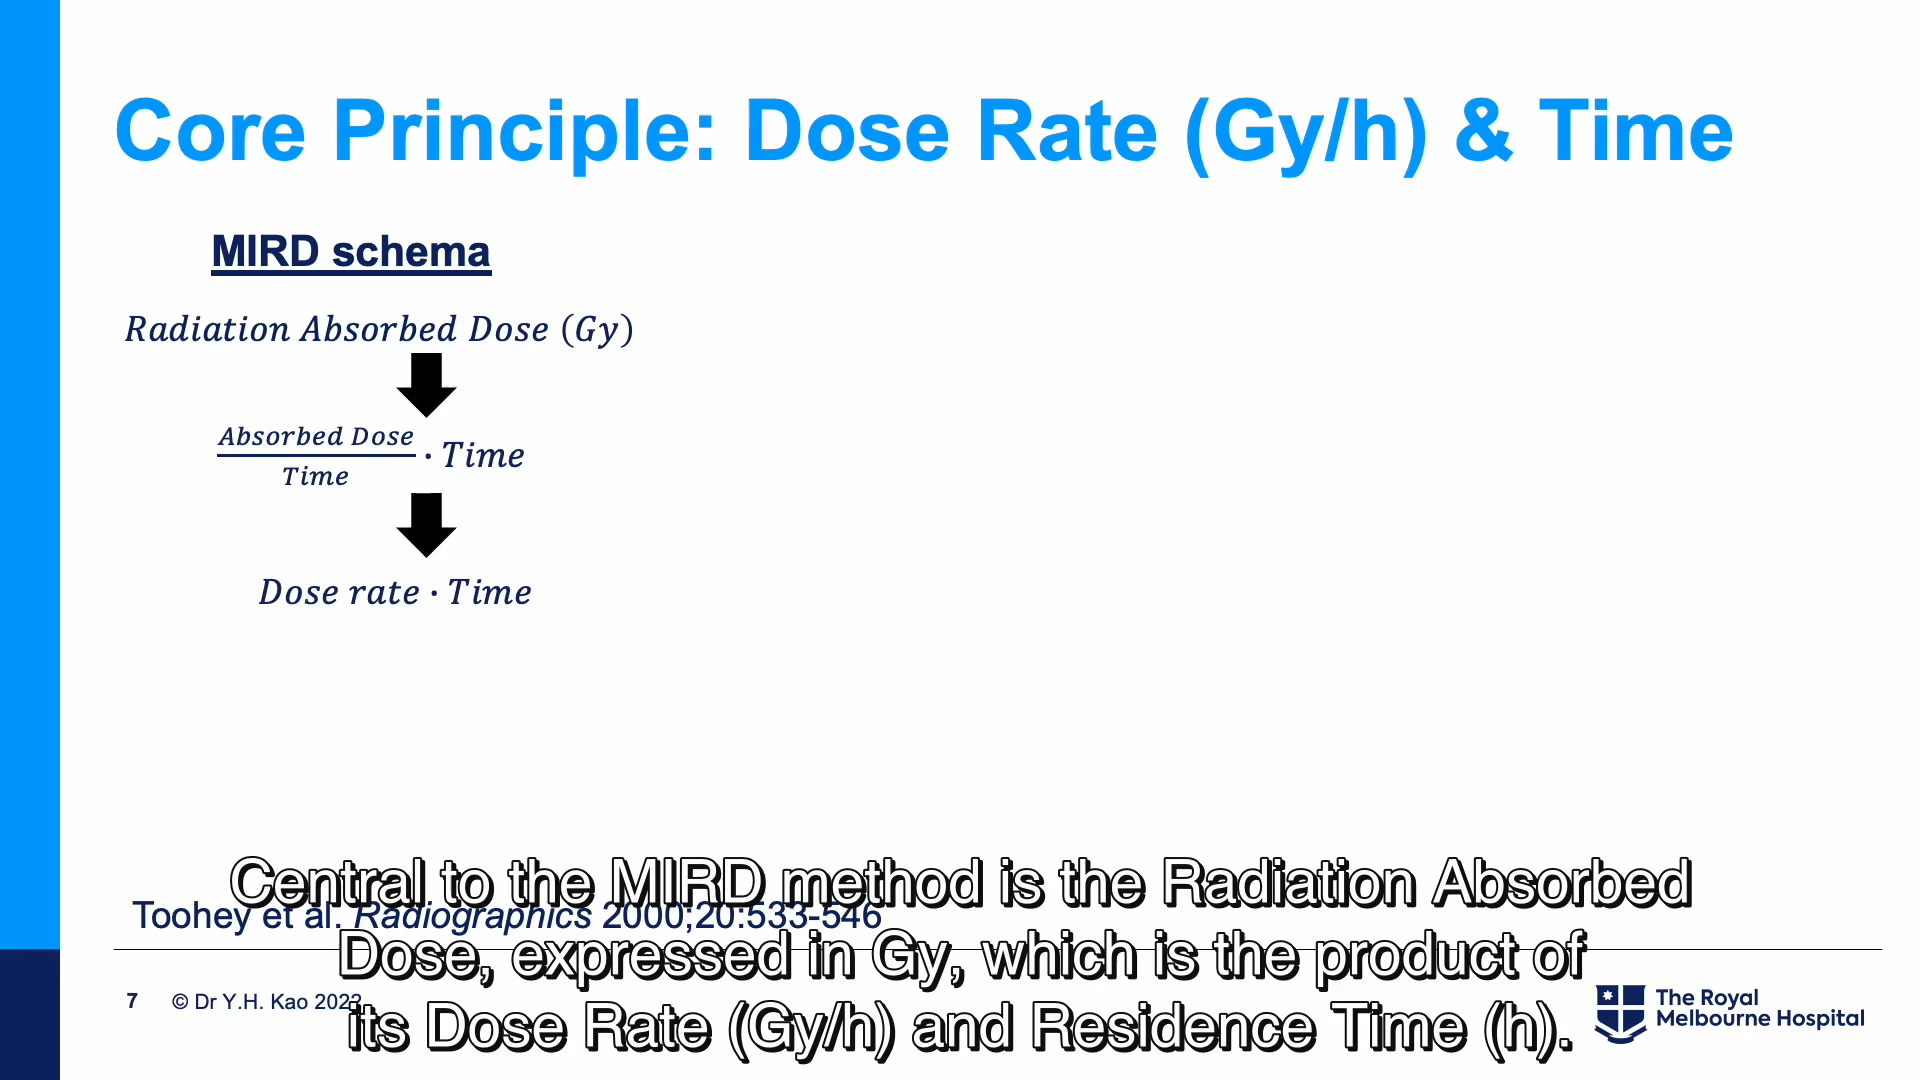 Core Principle: Dose Rate (Gy/h) & Time
MIRD schema
Radiation Absorbed Dose (Gy)
Absorbed Dose
Time
· Time
Dose rate · Time
Toohey et al. Radiographics 2000;20:533-546
Central to the MIRD method is the Radiation Absorbed
Dose, expressed in Gy, which is the product of
its Dose Rate (Gy/h) and Residence Time (h).
7 © Dr Y.H. Kao 2022
The Royal
Melbourne Hospital